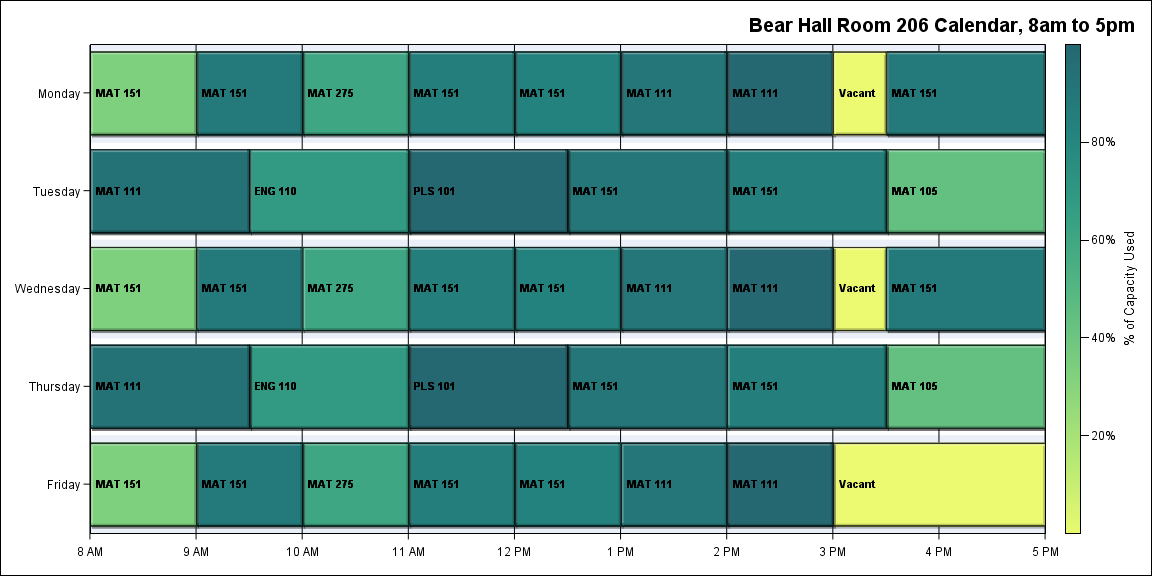 Bear Hall Room 206 Calendar, 8am to 5pm
Monday
MAT 151
MAT 151
MAT 275
MAT 151
MAT 151
MAT 111
MAT 111
Vacant
MAT 151
Tuesday
MAT 111
ENG 110
PLS 101
MAT 151
MAT 151
MAT 105
Wednesday
MAT 151
MAT 151
MAT 275
MAT 151
MAT 151
MAT 111
MAT 111
Vacant
MAT 151
Thursday
MAT 111
ENG 110
PLS 101
MAT 151
MAT 151
MAT 105
Friday
MAT 151
MAT 151
MAT 275
MAT 151
MAT 151
MAT 111
MAT 111
Vacant
8 AM
9 AM
10 AM
11 AM
12 PM
1 PM
2 PM
3 PM
4 PM
5 PM
80%
60%
40%
20%
% of Capacity Used